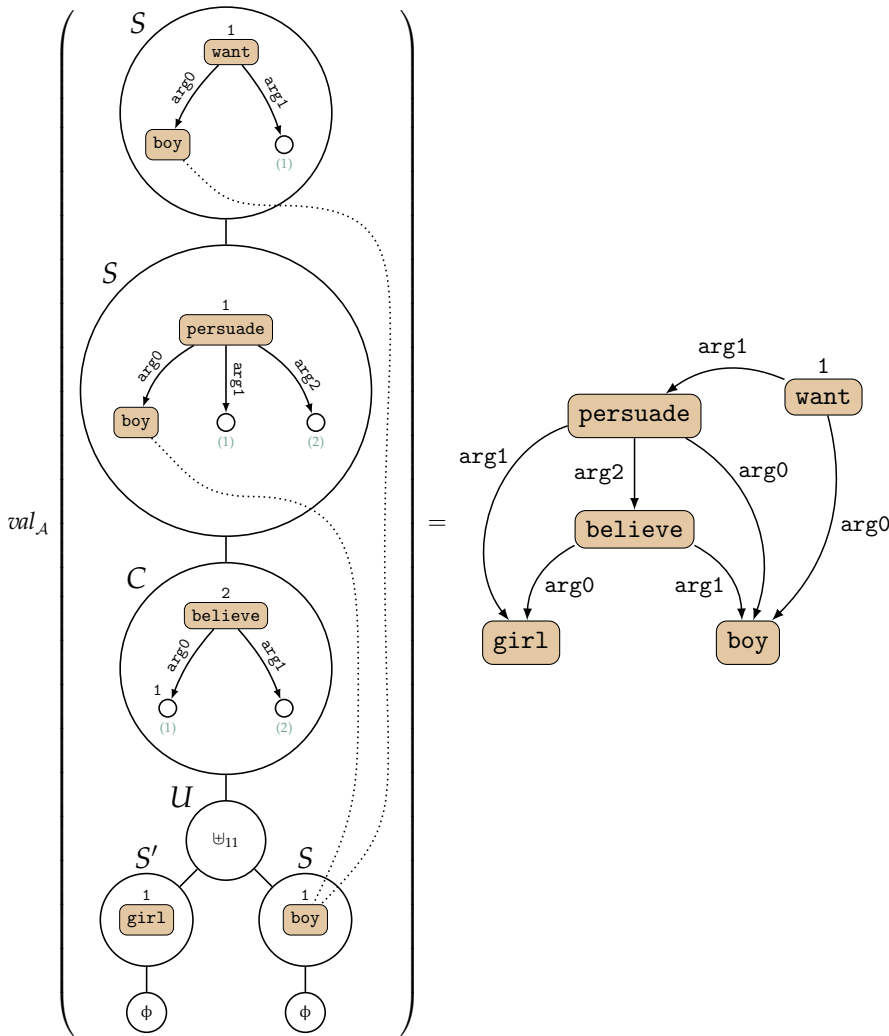 S
1
want
arg0
arg1
boy
(1)
S
1
persuade
arg0
arg1
arg2
boy
(1)
(2)
val𝒜
=
C
2
believe
arg0
arg1
1
(1)
(2)
U
⊎11
S′
S
1
girl
1
boy
ϕ
ϕ
arg1
1
want
persuade
arg1
arg2
arg0
believe
arg0
arg0
arg1
girl
boy